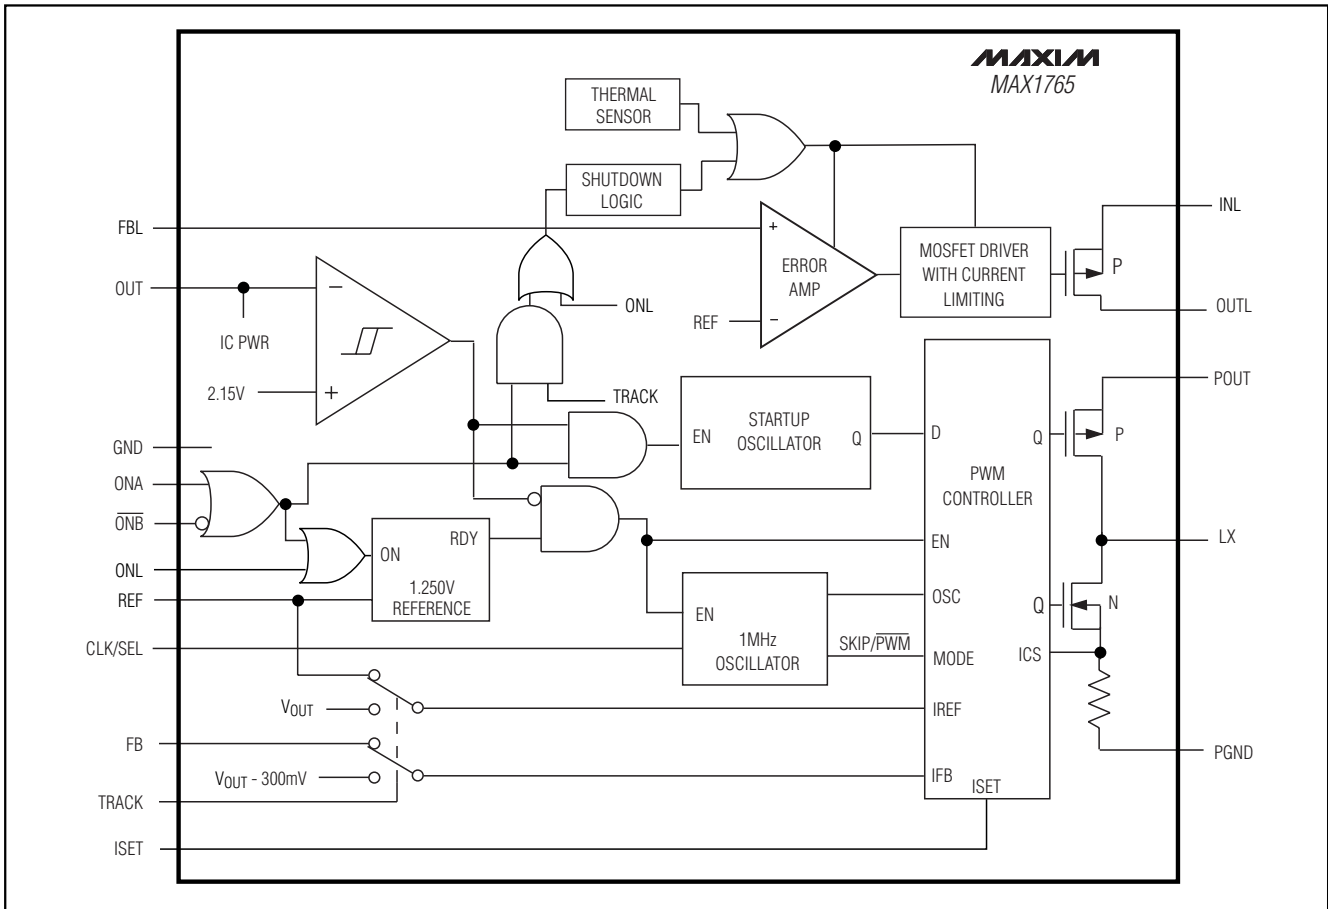 MAXIM
MAX1765
THERMAL
SENSOR
SHUTDOWN
LOGIC
FBL
INL
+
ERROR
AMP
−
MOSFET DRIVER
WITH CURRENT
LIMITING
P
OUT
−
ONL
OUTL
REF
IC PWR
2.15V
+
TRACK
POUT
STARTUP
OSCILLATOR
EN
Q
D
Q
P
GND
PWM
CONTROLLER
ONA
O̅N̅B̅
RDY
ON
EN
LX
ONL
1.250V
REFERENCE
REF
EN
OSC
Q
N
CLK/SEL
1MHz
OSCILLATOR
SKIP/P̅W̅M̅
MODE
ICS
VOUT
IREF
FB
PGND
VOUT - 300mV
IFB
ISET
TRACK
ISET